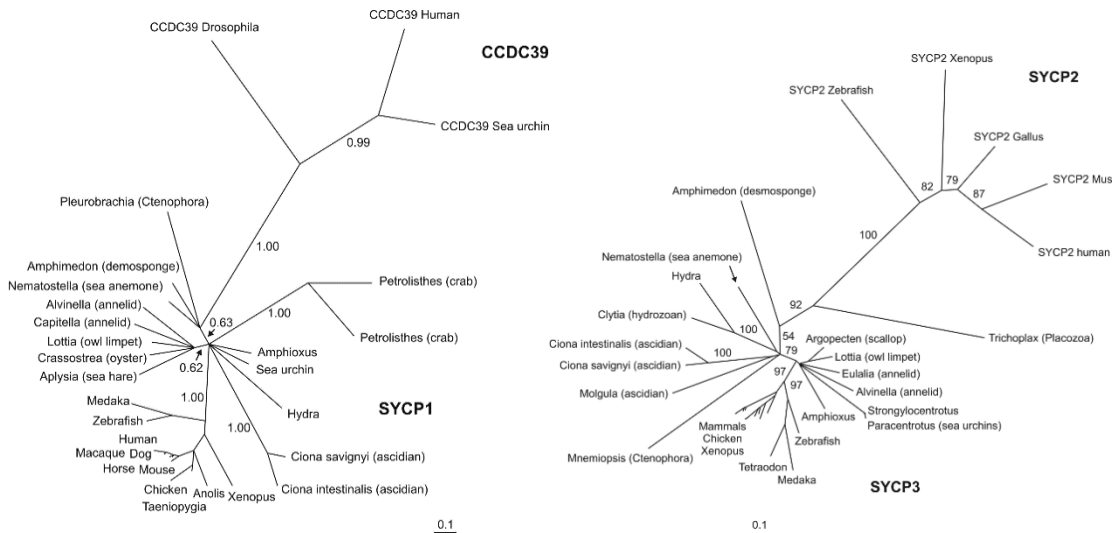 CCDC39 Human
CCDC39 Drosophila
CCDC39
CCDC39 Sea urchin
0.99
Pleurobrachia (Ctenophora)
1.00
Amphimedon (demosponge)
Nematostella (sea anemone)
Alvinella (annelid)
Capitella (annelid)
Lottia (owl limpet)
Crassostrea (oyster)
Aplysia (sea hare)
0.63
0.62
1.00
Petrolisthes (crab)
Petrolisthes (crab)
Amphioxus
Sea urchin
Hydra
SYCP1
1.00
1.00
Medaka
Zebrafish
Human
Macaque Dog
Horse Mouse
Chicken
Taeniopygia
Anolis
Xenopus
Ciona savignyi (ascidian)
Ciona intestinalis (ascidian)
0.1
SYCP2 Xenopus
SYCP2
SYCP2 Zebrafish
SYCP2 Gallus
82
79
87
SYCP2 Mus
SYCP2 human
100
Amphimedon (desmosponge)
Nematostella (sea anemone)
Hydra
Clytia (hydrozoan)
100
92
54
79
Trichoplax (Placozoa)
Ciona intestinalis (ascidian)
Ciona savignyi (ascidian)
100
Molgula (ascidian)
Mnemiopsis (Ctenophora)
97
97
Argopecten (scallop)
Lottia (owl limpet)
Eulalia (annelid)
Alvinella (annelid)
Strongylocentrotus
Paracentrotus (sea urchins)
Amphioxus
Mammals
Chicken
Xenopus
Zebrafish
Tetraodon
Medaka
SYCP3
0.1